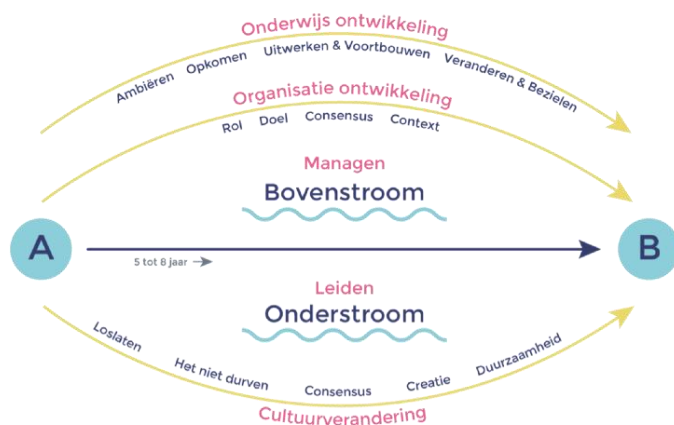 Onderwijs ontwikkeling
Ambiëren Opkomen Uitwerken & Voortbouwen Veranderen & Bezielen
Organisatie ontwikkeling
Rol Doel Consensus Context
Managen
Bovenstroom
A
B
5 tot 8 jaar →
Leiden
Onderstroom
Loslaten Het niet durven Consensus Creatie Duurzaamheid
Cultuurverandering